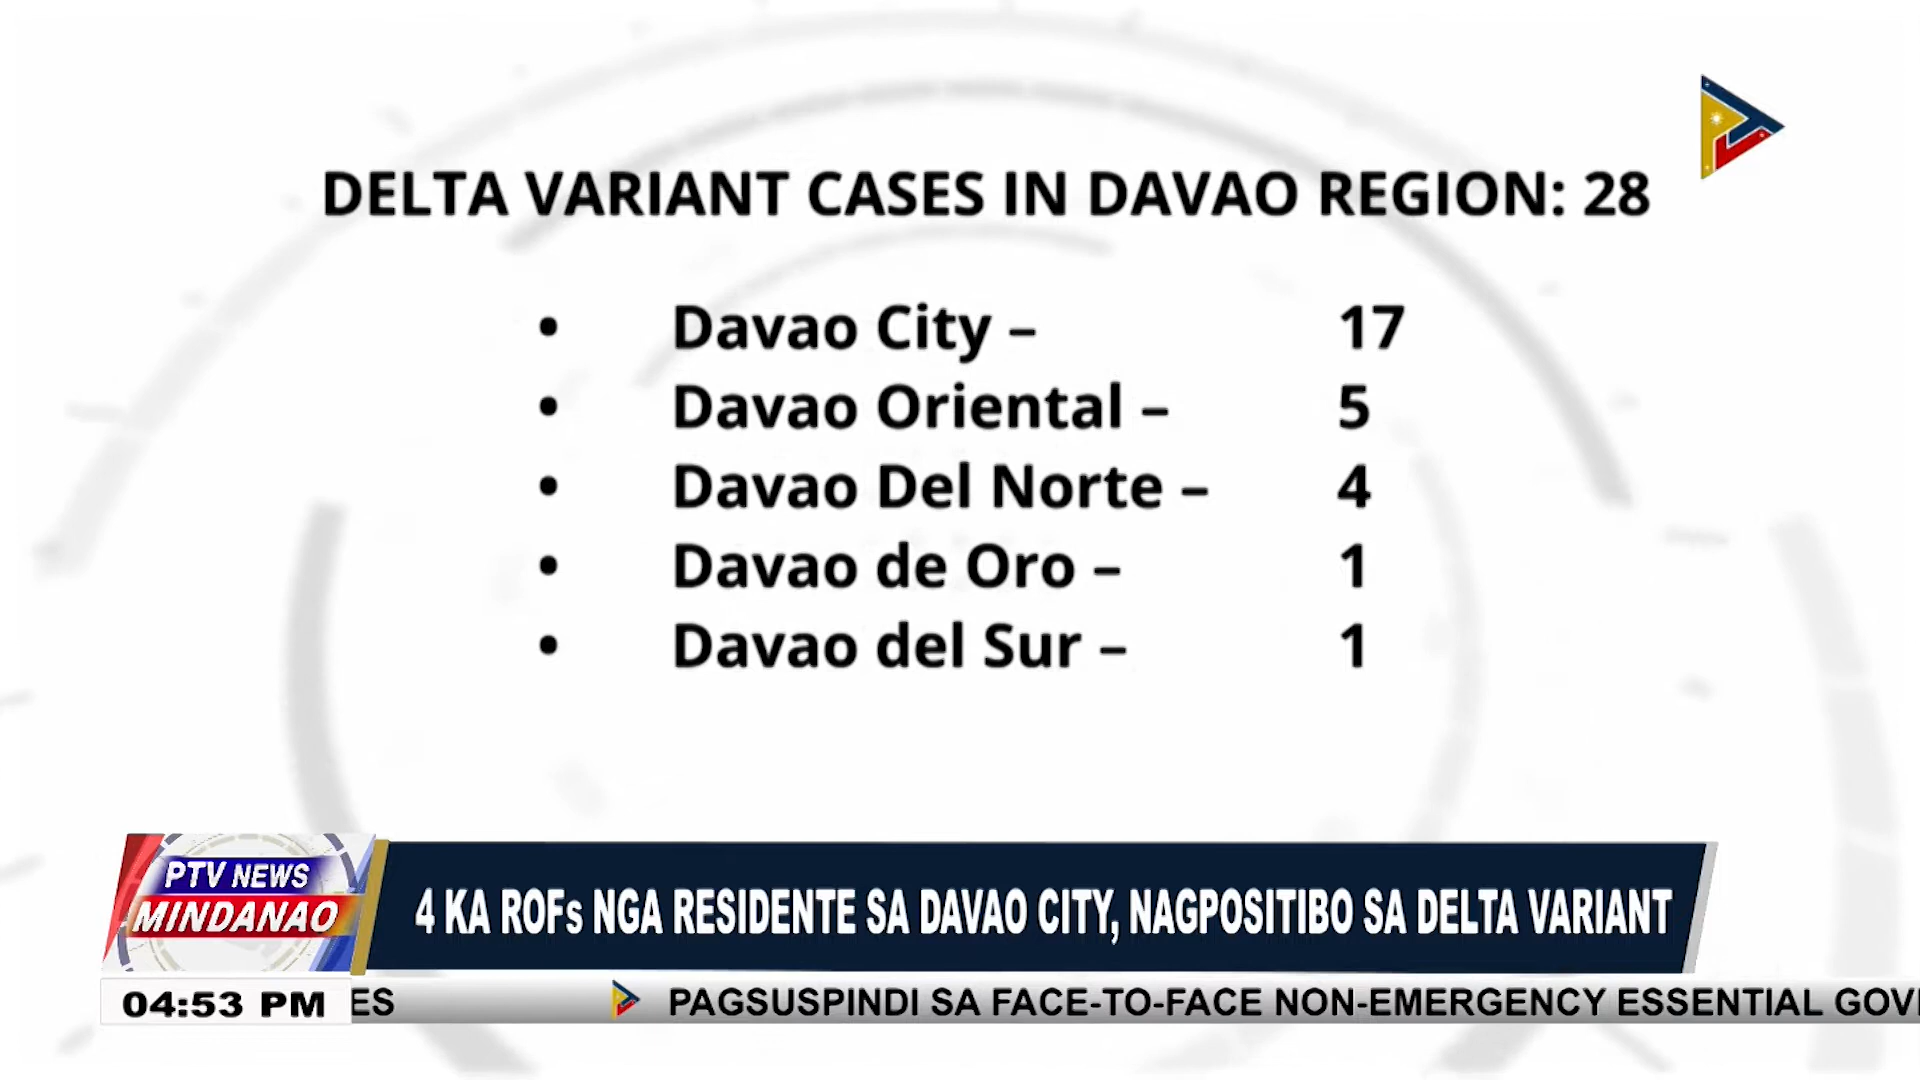 DELTA VARIANT CASES IN DAVAO REGION: 28
• Davao City – 17
• Davao Oriental – 5
• Davao Del Norte – 4
• Davao de Oro – 1
• Davao del Sur – 1
PTV NEWS
MINDANAO
4 KA ROFs NGA RESIDENTE SA DAVAO CITY, NAGPOSITIBO SA DELTA VARIANT
04:53 PM ES PAGSUSPINDI SA FACE-TO-FACE NON-EMERGENCY ESSENTIAL GOV